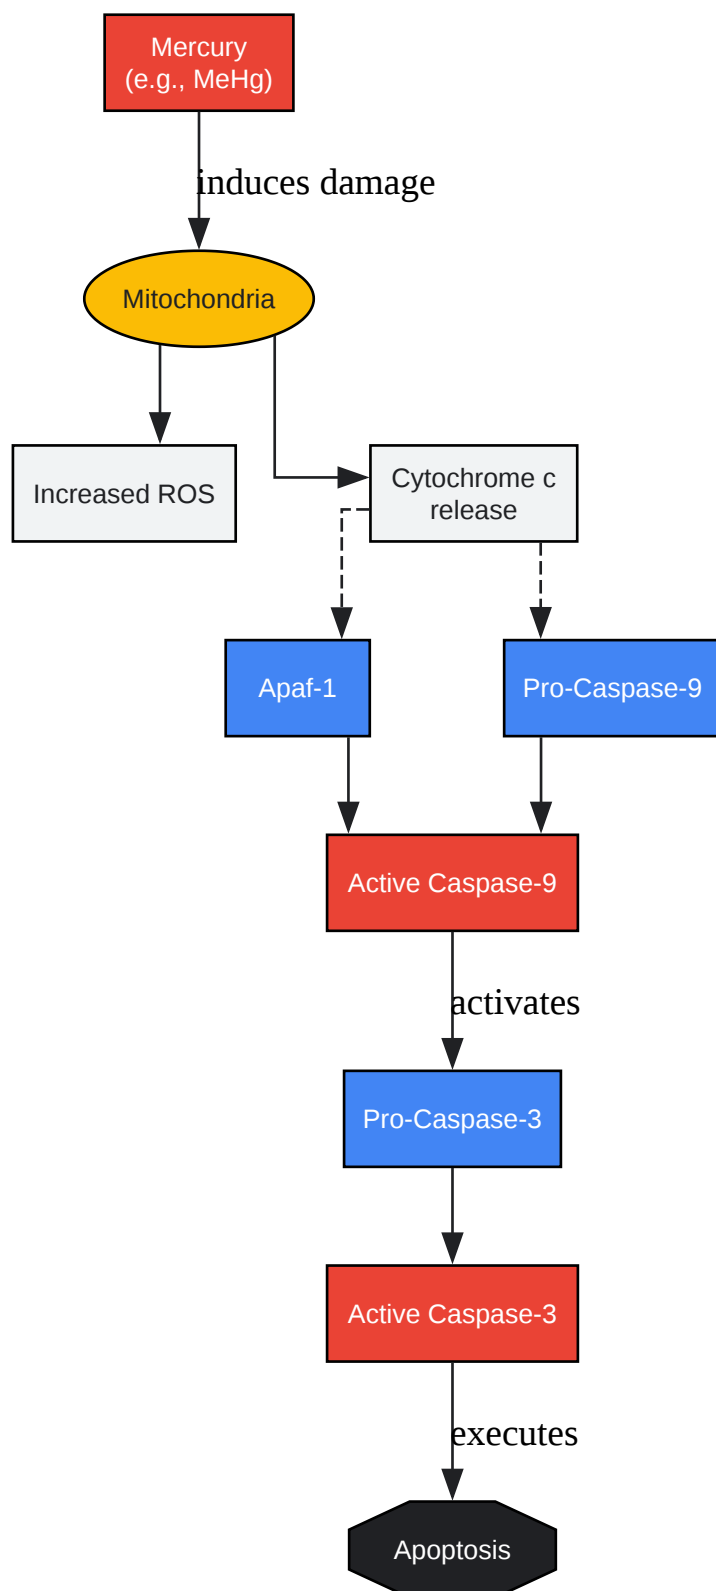 Mercury
(e.g., MeHg)
induces damage
Mitochondria
Increased ROS
Cytochrome c
release
Apaf-1
Pro-Caspase-9
Active Caspase-9
activates
Pro-Caspase-3
Active Caspase-3
executes
Apoptosis